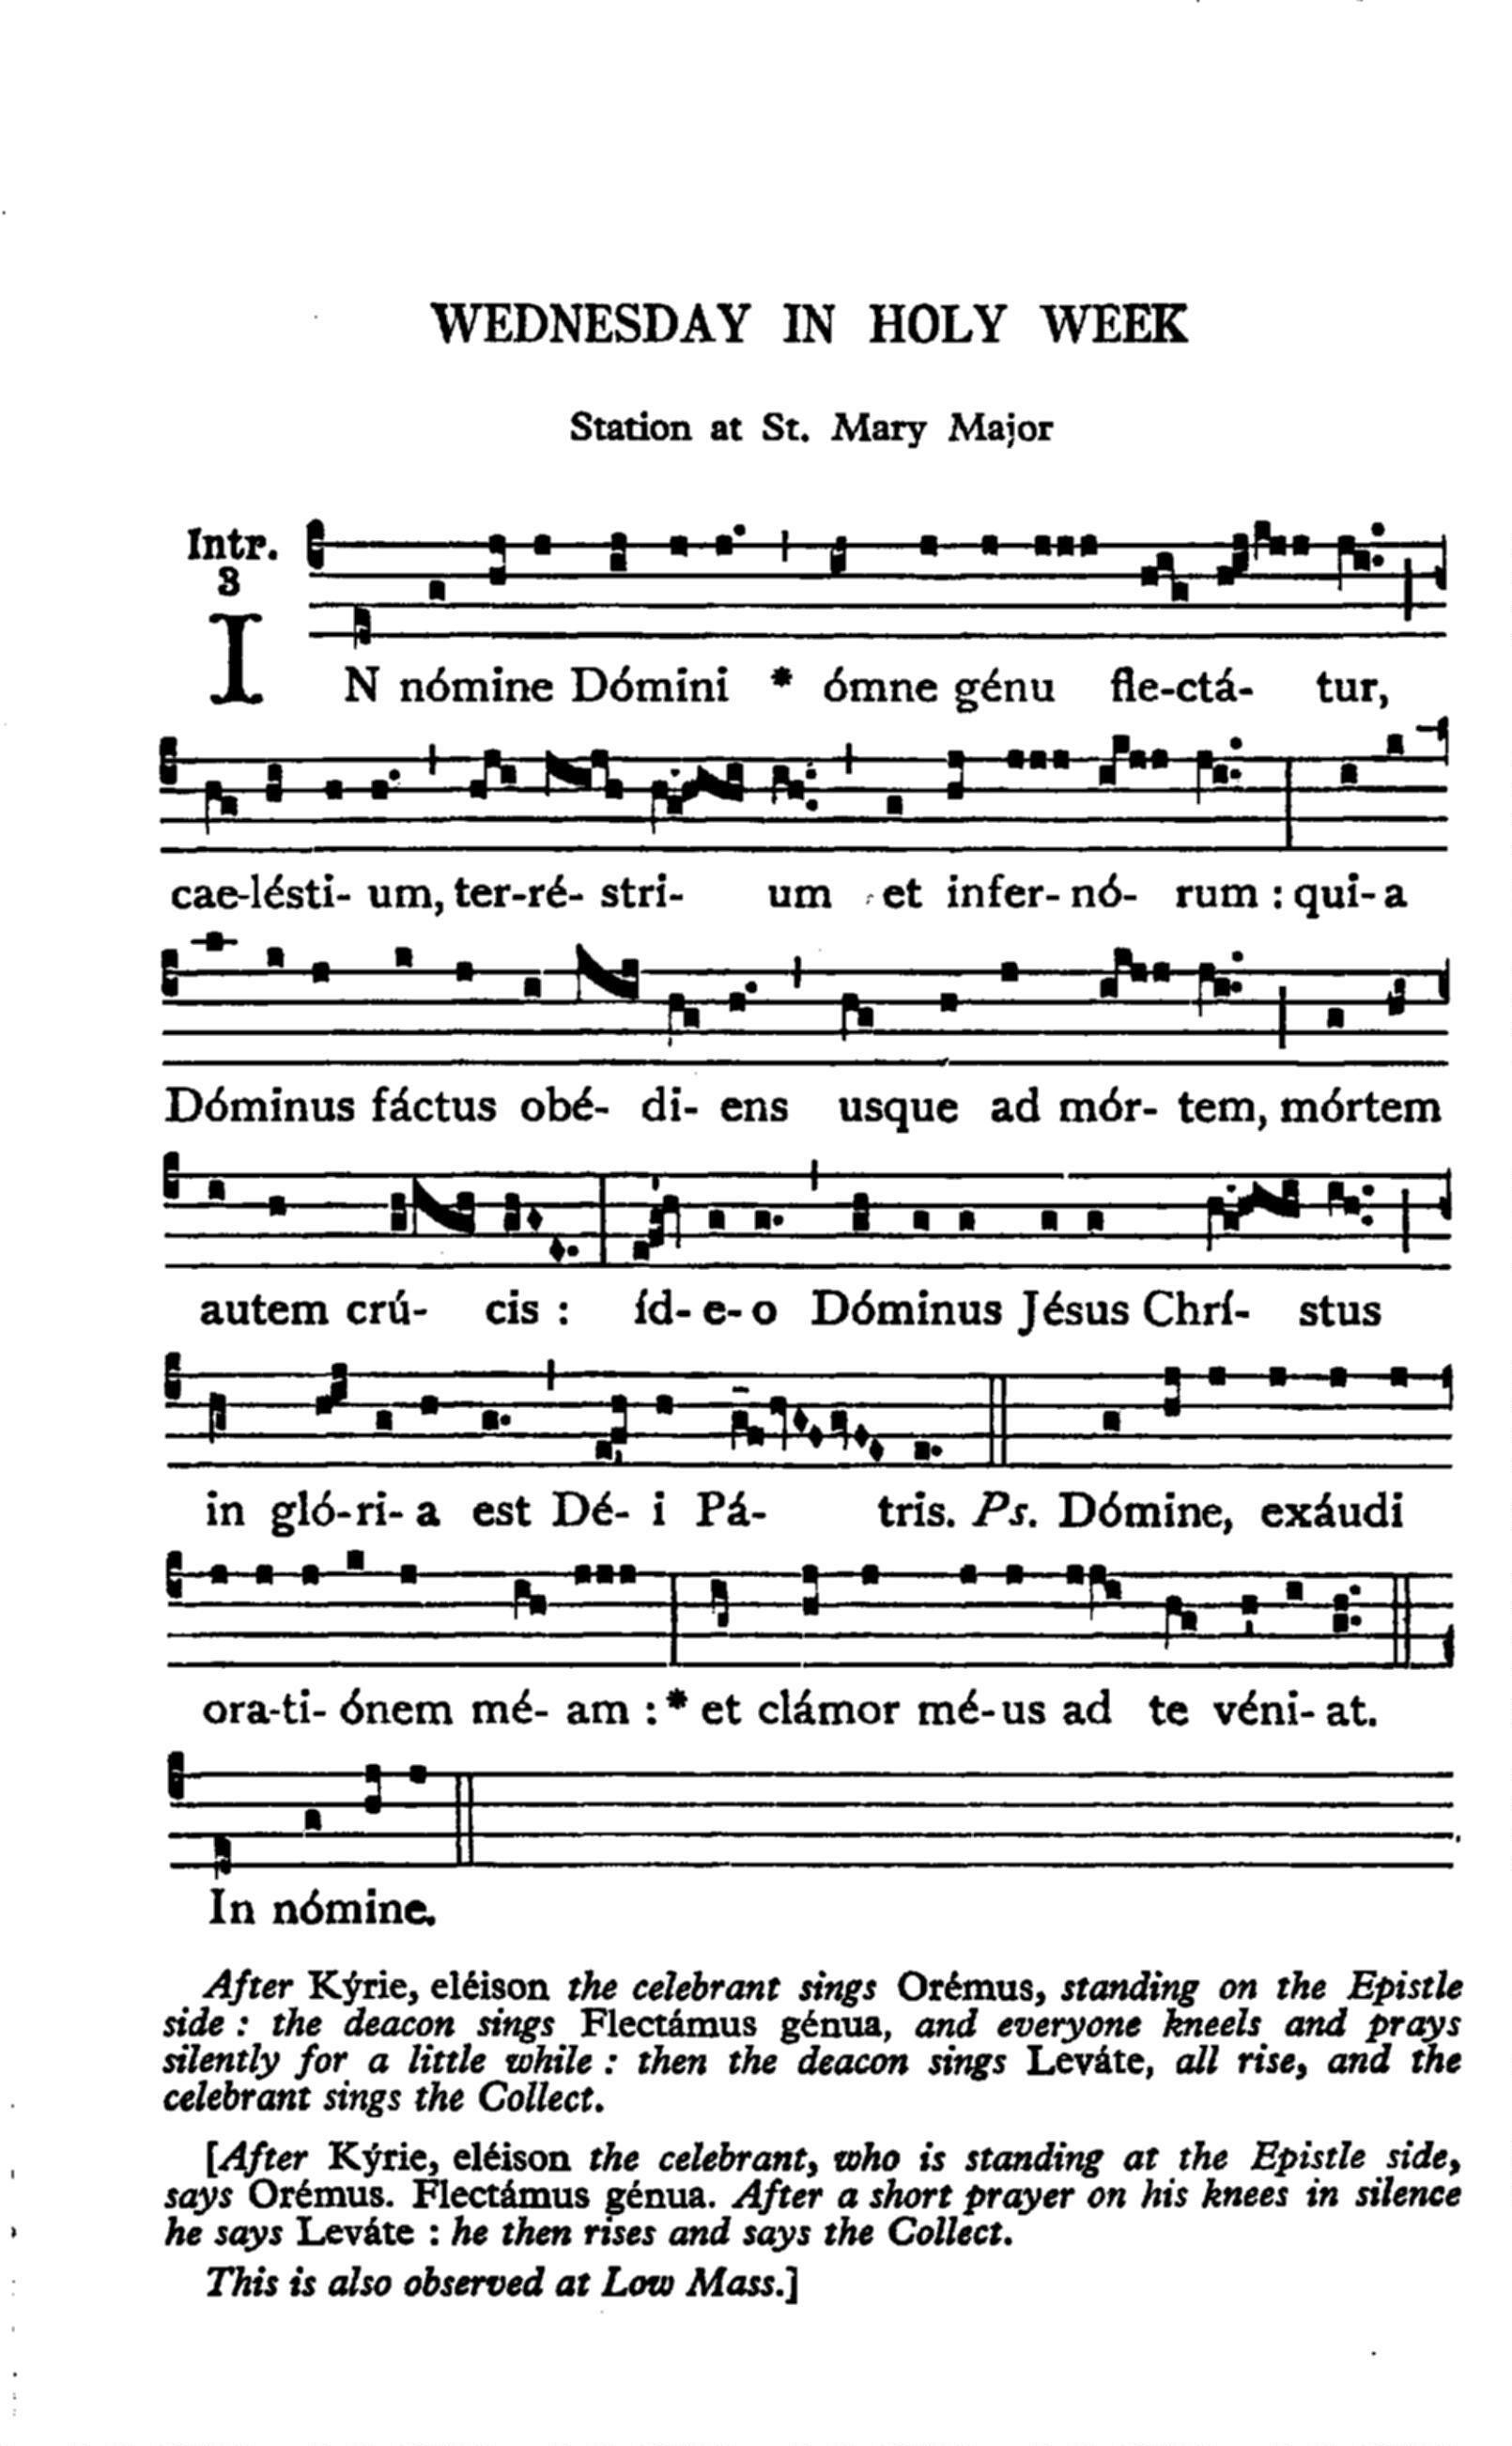 WEDNESDAY IN HOLY WEEK
Station at St. Mary Major
Intr.
3
IN nómine Dómini * ómne génu fle-ctá- tur,
cae-lésti- um, ter-ré- stri- um et infer- nó- rum : qui- a
Dóminus fáctus obé- di- ens usque ad mór- tem, mórtem
autem crú- cis : íd- e- o Dóminus Jésus Chrí- stus
in gló-ri- a est Dé- i Pá- tris. Ps. Dómine, exáudi
ora-ti- ónem mé- am : * et clámor mé-us ad te véni- at.
In nómine.
After Kýrie, eléison the celebrant sings Orémus, standing on the Epistle
side : the deacon sings Flectámus génua, and everyone kneels and prays
silently for a little while : then the deacon sings Leváte, all rise, and the
celebrant sings the Collect.
[After Kýrie, eléison the celebrant, who is standing at the Epistle side,
says Orémus. Flectámus génua. After a short prayer on his knees in silence
he says Leváte : he then rises and says the Collect.
This is also observed at Low Mass.]